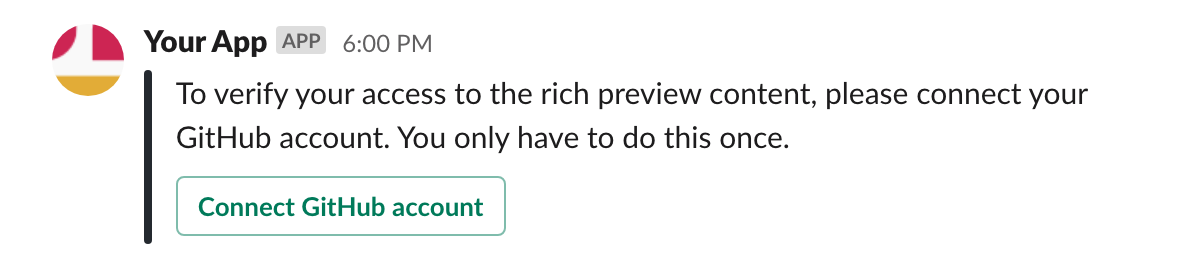 Your App APP 6:00 PM
To verify your access to the rich preview content, please connect your
GitHub account. You only have to do this once.
Connect GitHub account